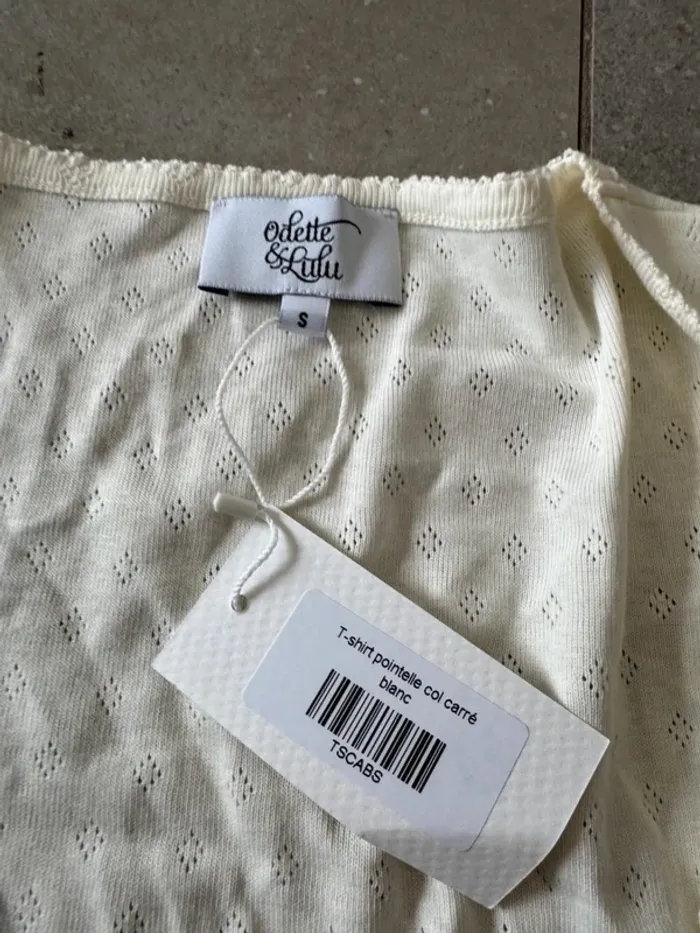 Odette
& Lulu
S
T-shirt pointelle col carré
blanc
TSCABS